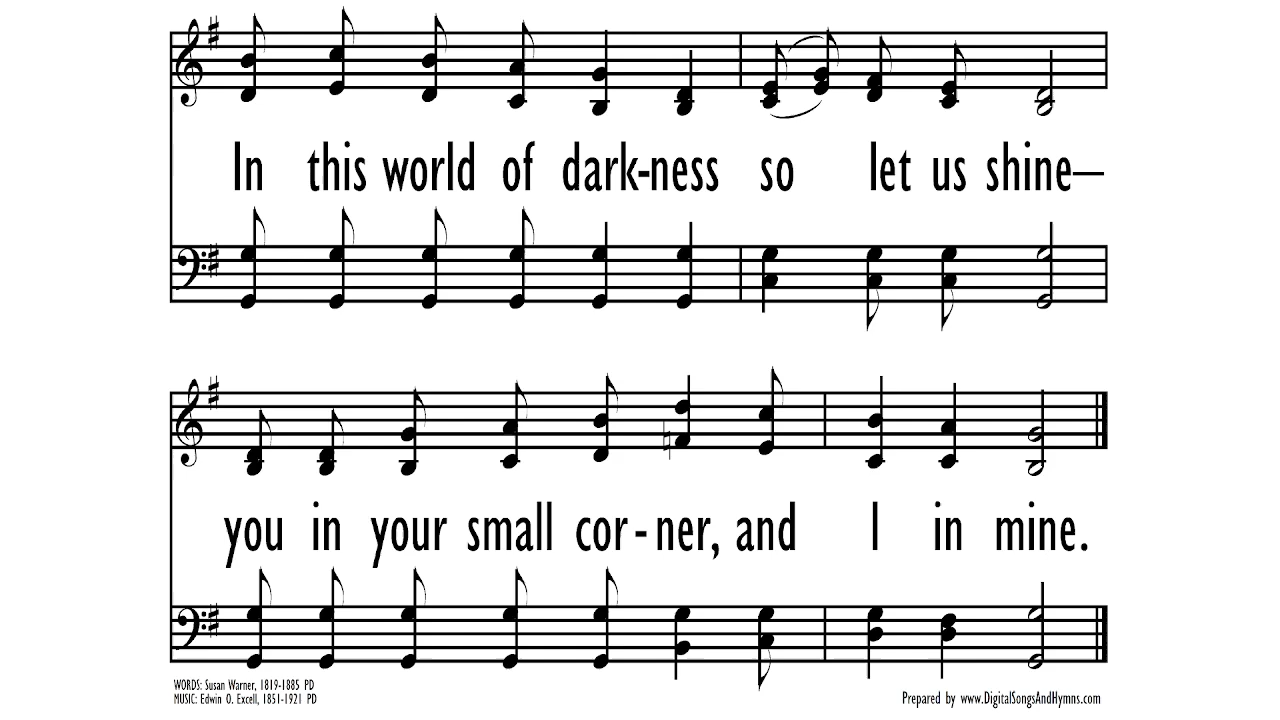 In this world of dark-ness so let us shine–
you in your small cor-ner, and I in mine.
WORDS: Susan Warner, 1819-1885 PD
MUSIC: Edwin O. Excell, 1851-1921 PD
Prepared by www.DigitalSongsAndHymns.com